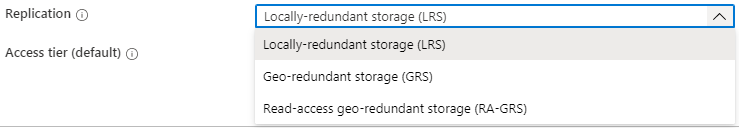 Replication
Locally-redundant storage (LRS)
Locally-redundant storage (LRS)
Access tier (default)
Geo-redundant storage (GRS)
Read-access geo-redundant storage (RA-GRS)